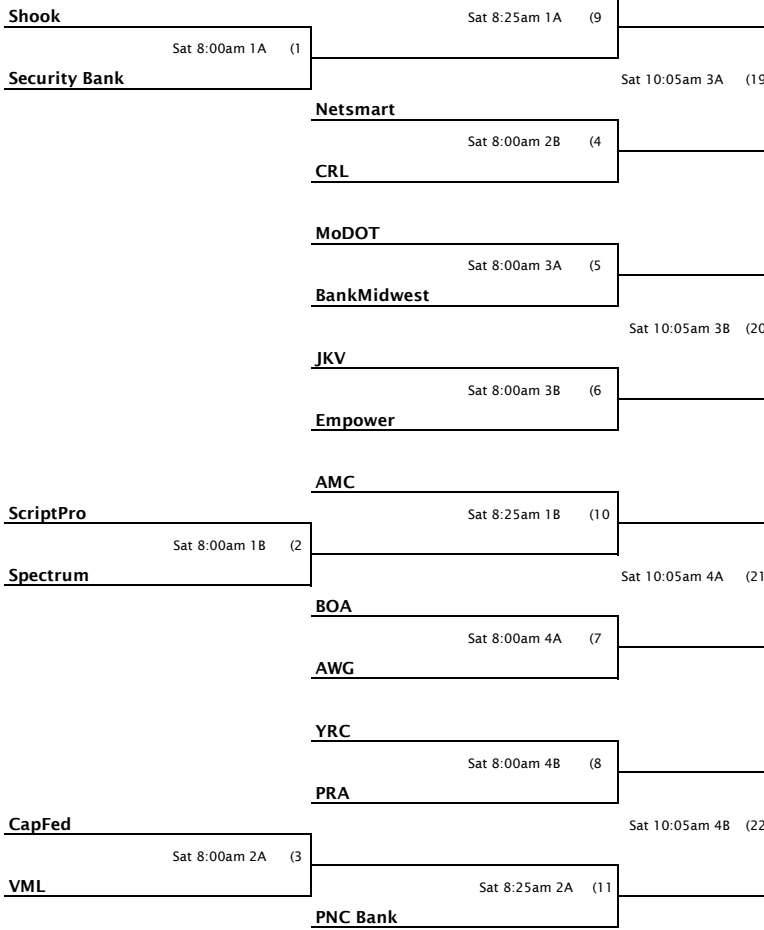 Shook
Sat 8:25am 1A (9
Sat 8:00am 1A (1
Security Bank
Sat 10:05am 3A (19
Netsmart
Sat 8:00am 2B (4
CRL
MoDOT
Sat 8:00am 3A (5
BankMidwest
Sat 10:05am 3B (20
JKV
Sat 8:00am 3B (6
Empower
AMC
ScriptPro
Sat 8:25am 1B (10
Sat 8:00am 1B (2
Spectrum
Sat 10:05am 4A (21
BOA
Sat 8:00am 4A (7
AWG
YRC
Sat 8:00am 4B (8
PRA
CapFed
Sat 10:05am 4B (22
Sat 8:00am 2A (3
VML
Sat 8:25am 2A (11
PNC Bank